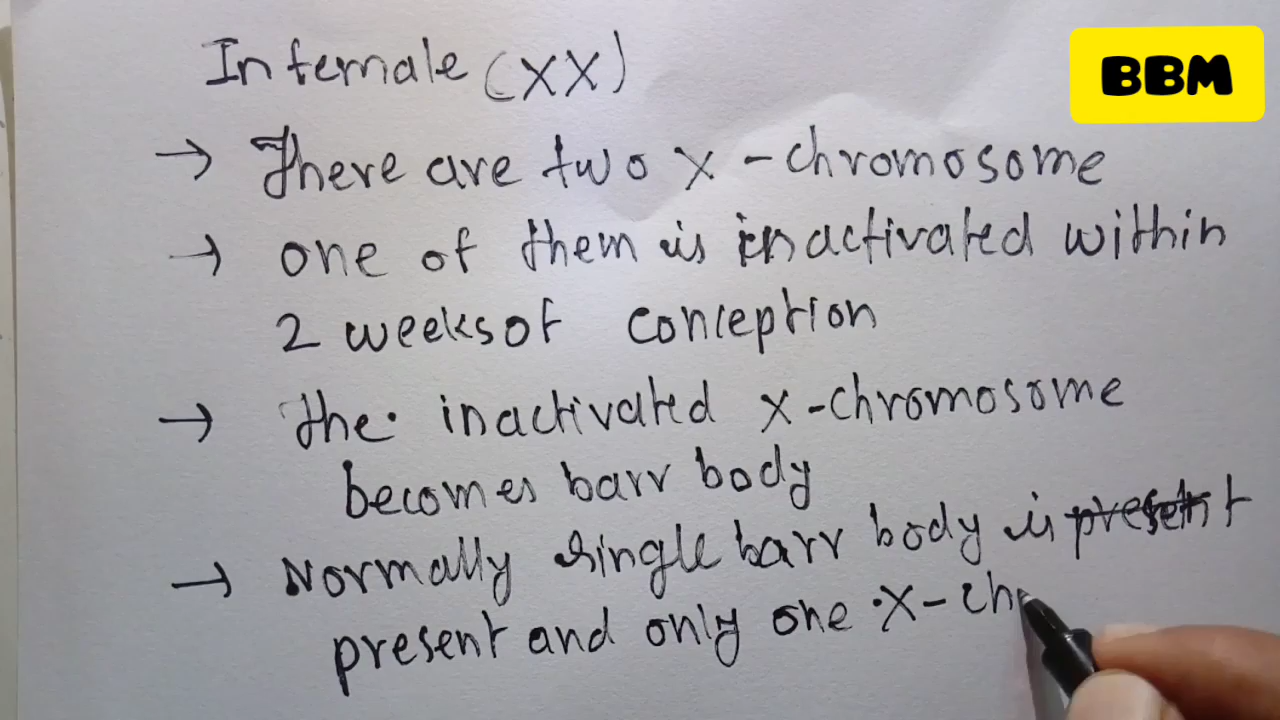 In female (XX)
BBM
→ There are two X-chromosome
→ one of them is inactivated within
2 weeks of conception
→ the inactivated X-chromosome
becomes barr body
→ Normally single barr body is present
present and only one X-ch